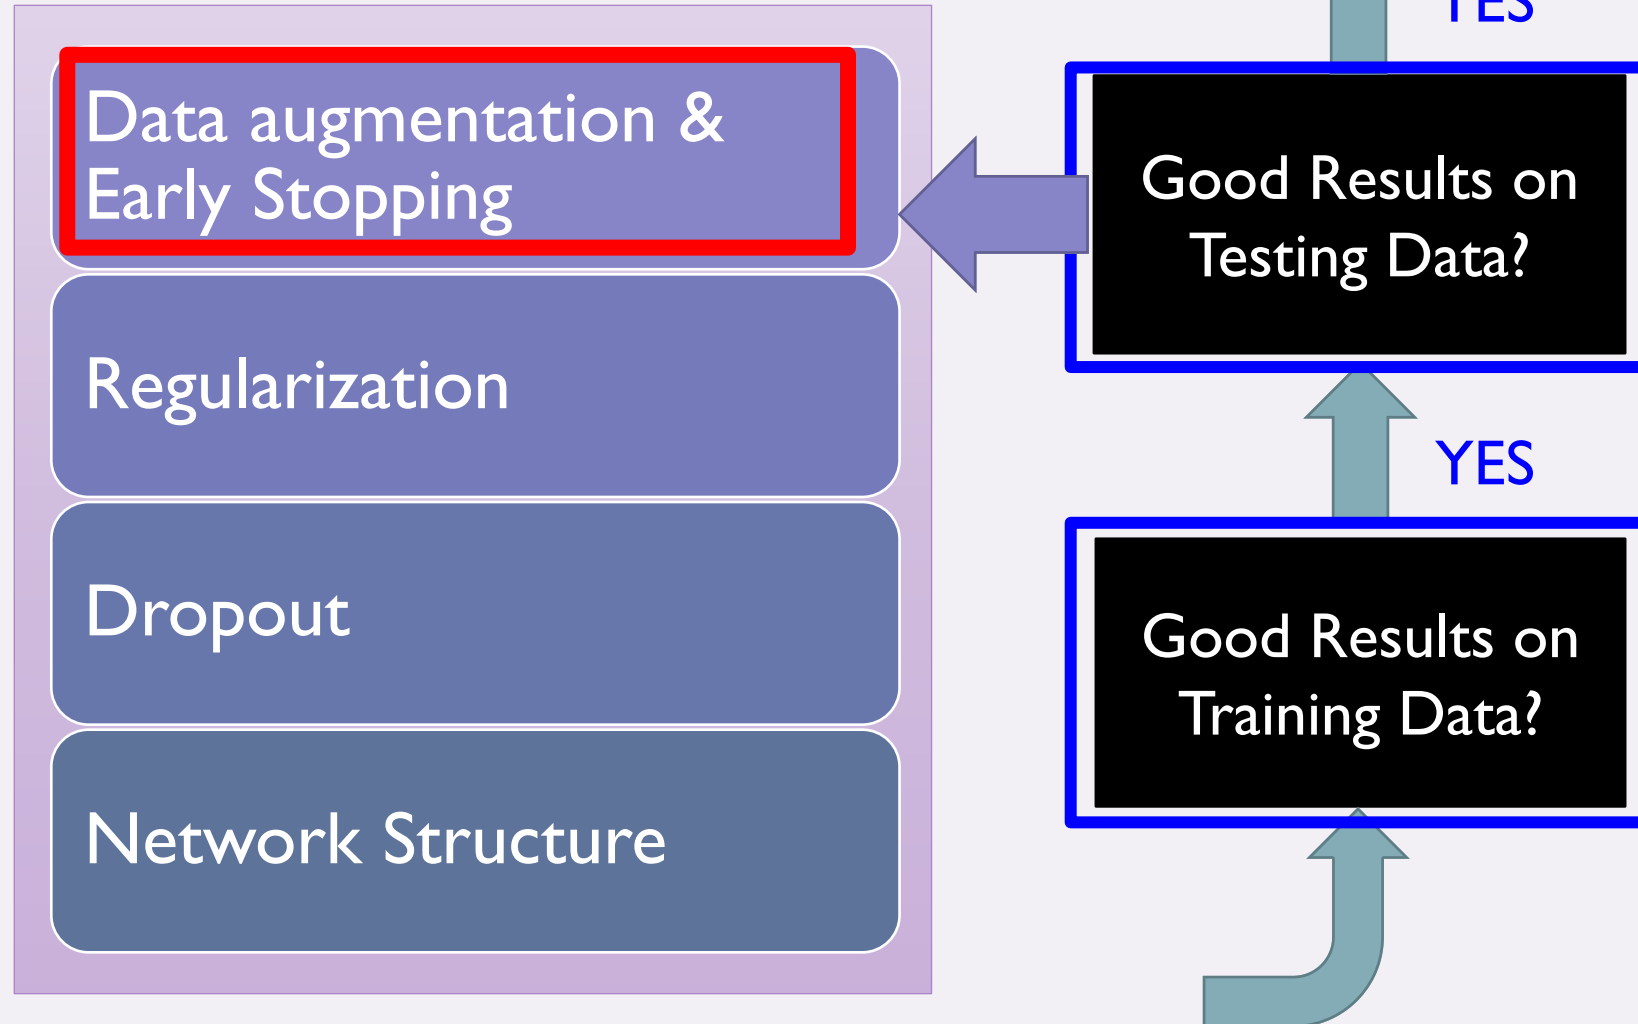 Data augmentation &
Early Stopping
Regularization
Dropout
Network Structure
YES
Good Results on
Testing Data?
YES
Good Results on
Training Data?